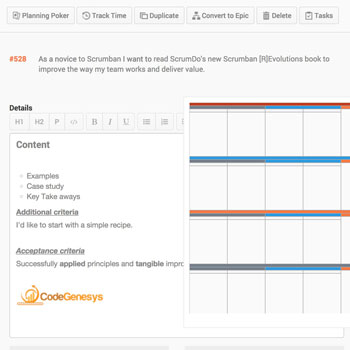 Planning Poker Track Time Duplicate Convert to Epic Delete Tasks
#528 As a novice to Scrumban I want to read ScrumDo's new Scrumban [R]Evolutions book to
improve the way my team works and deliver value.
Details
H1 H2 P </> B I U
Content
Examples
Case study
Key Take aways
Additional criteria
I'd like to start with a simple recipe.
Acceptance criteria
Successfully applied principles and tangible impro
CodeGenesys